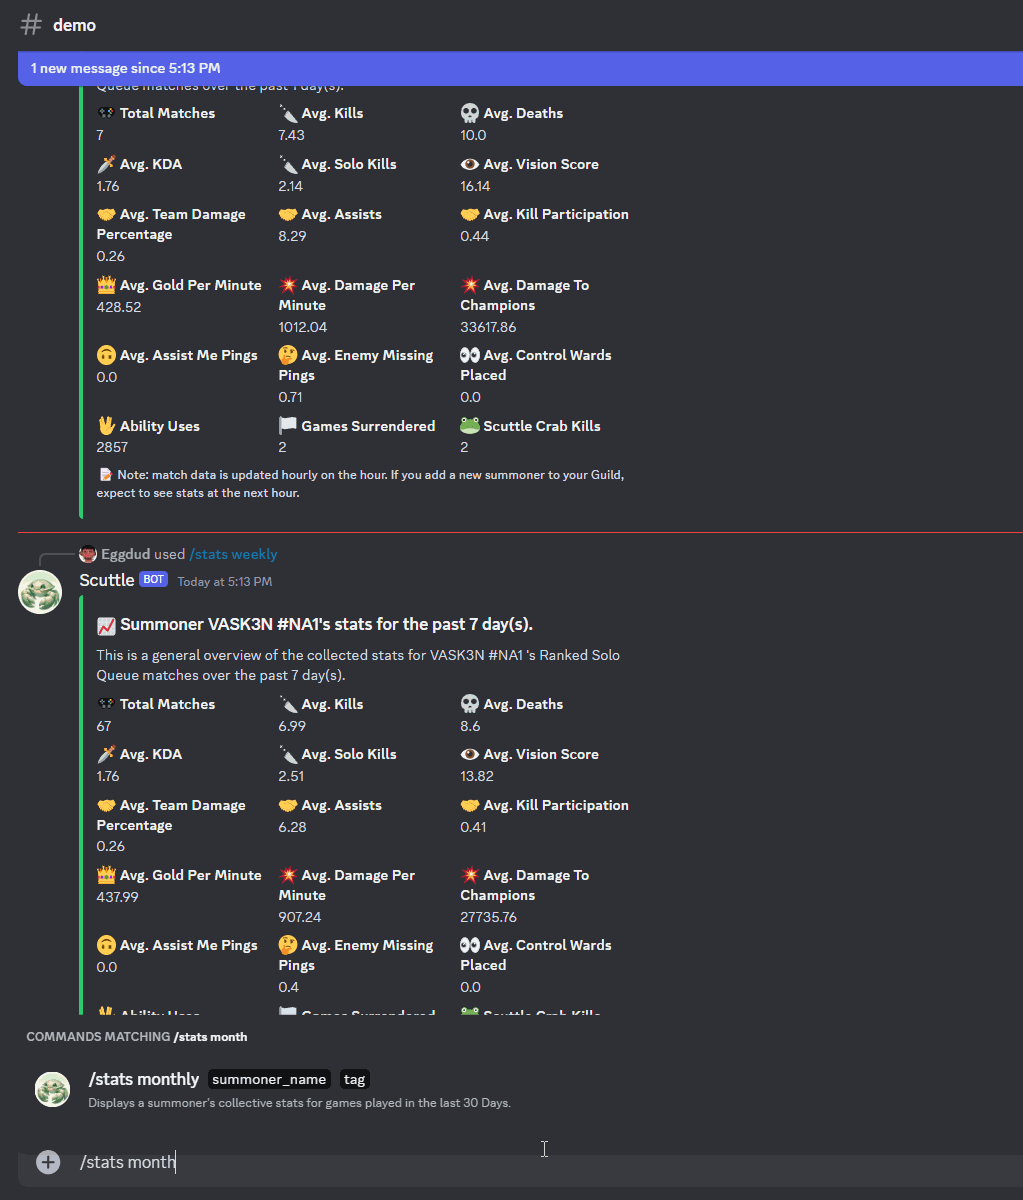 demo
1 new message since 5:13 PM
Queue matches over the past 1 day(s).
Total Matches Avg. Kills Avg. Deaths
7 7.43 10.0
Avg. KDA Avg. Solo Kills Avg. Vision Score
1.76 2.14 16.14
Avg. Team Damage Avg. Assists Avg. Kill Participation
Percentage 8.29 0.44
0.26
Avg. Gold Per Minute Avg. Damage Per Avg. Damage To
428.52 Minute Champions
1012.04 33617.86
Avg. Assist Me Pings Avg. Enemy Missing Avg. Control Wards
0.0 Pings Placed
0.71 0.0
Ability Uses Games Surrendered Scuttle Crab Kills
2857 2 2
Note: match data is updated hourly on the hour. If you add a new summoner to your Guild,
expect to see stats at the next hour.
Eggdud used /stats weekly
Scuttle BOT Today at 5:13 PM
Summoner VASK3N #NA1's stats for the past 7 day(s).
This is a general overview of the collected stats for VASK3N #NA1 's Ranked Solo
Queue matches over the past 7 day(s).
Total Matches Avg. Kills Avg. Deaths
67 6.99 8.6
Avg. KDA Avg. Solo Kills Avg. Vision Score
1.76 2.51 13.82
Avg. Team Damage Avg. Assists Avg. Kill Participation
Percentage 6.28 0.41
0.26
Avg. Gold Per Minute Avg. Damage Per Avg. Damage To
437.99 Minute Champions
907.24 27735.76
Avg. Assist Me Pings Avg. Enemy Missing Avg. Control Wards
0.0 Pings Placed
0.4 0.0
Ability Uses Games Surrendered Scuttle Crab Kills
COMMANDS MATCHING /stats month
/stats monthly summoner_name tag
Displays a summoner's collective stats for games played in the last 30 Days.
/stats month